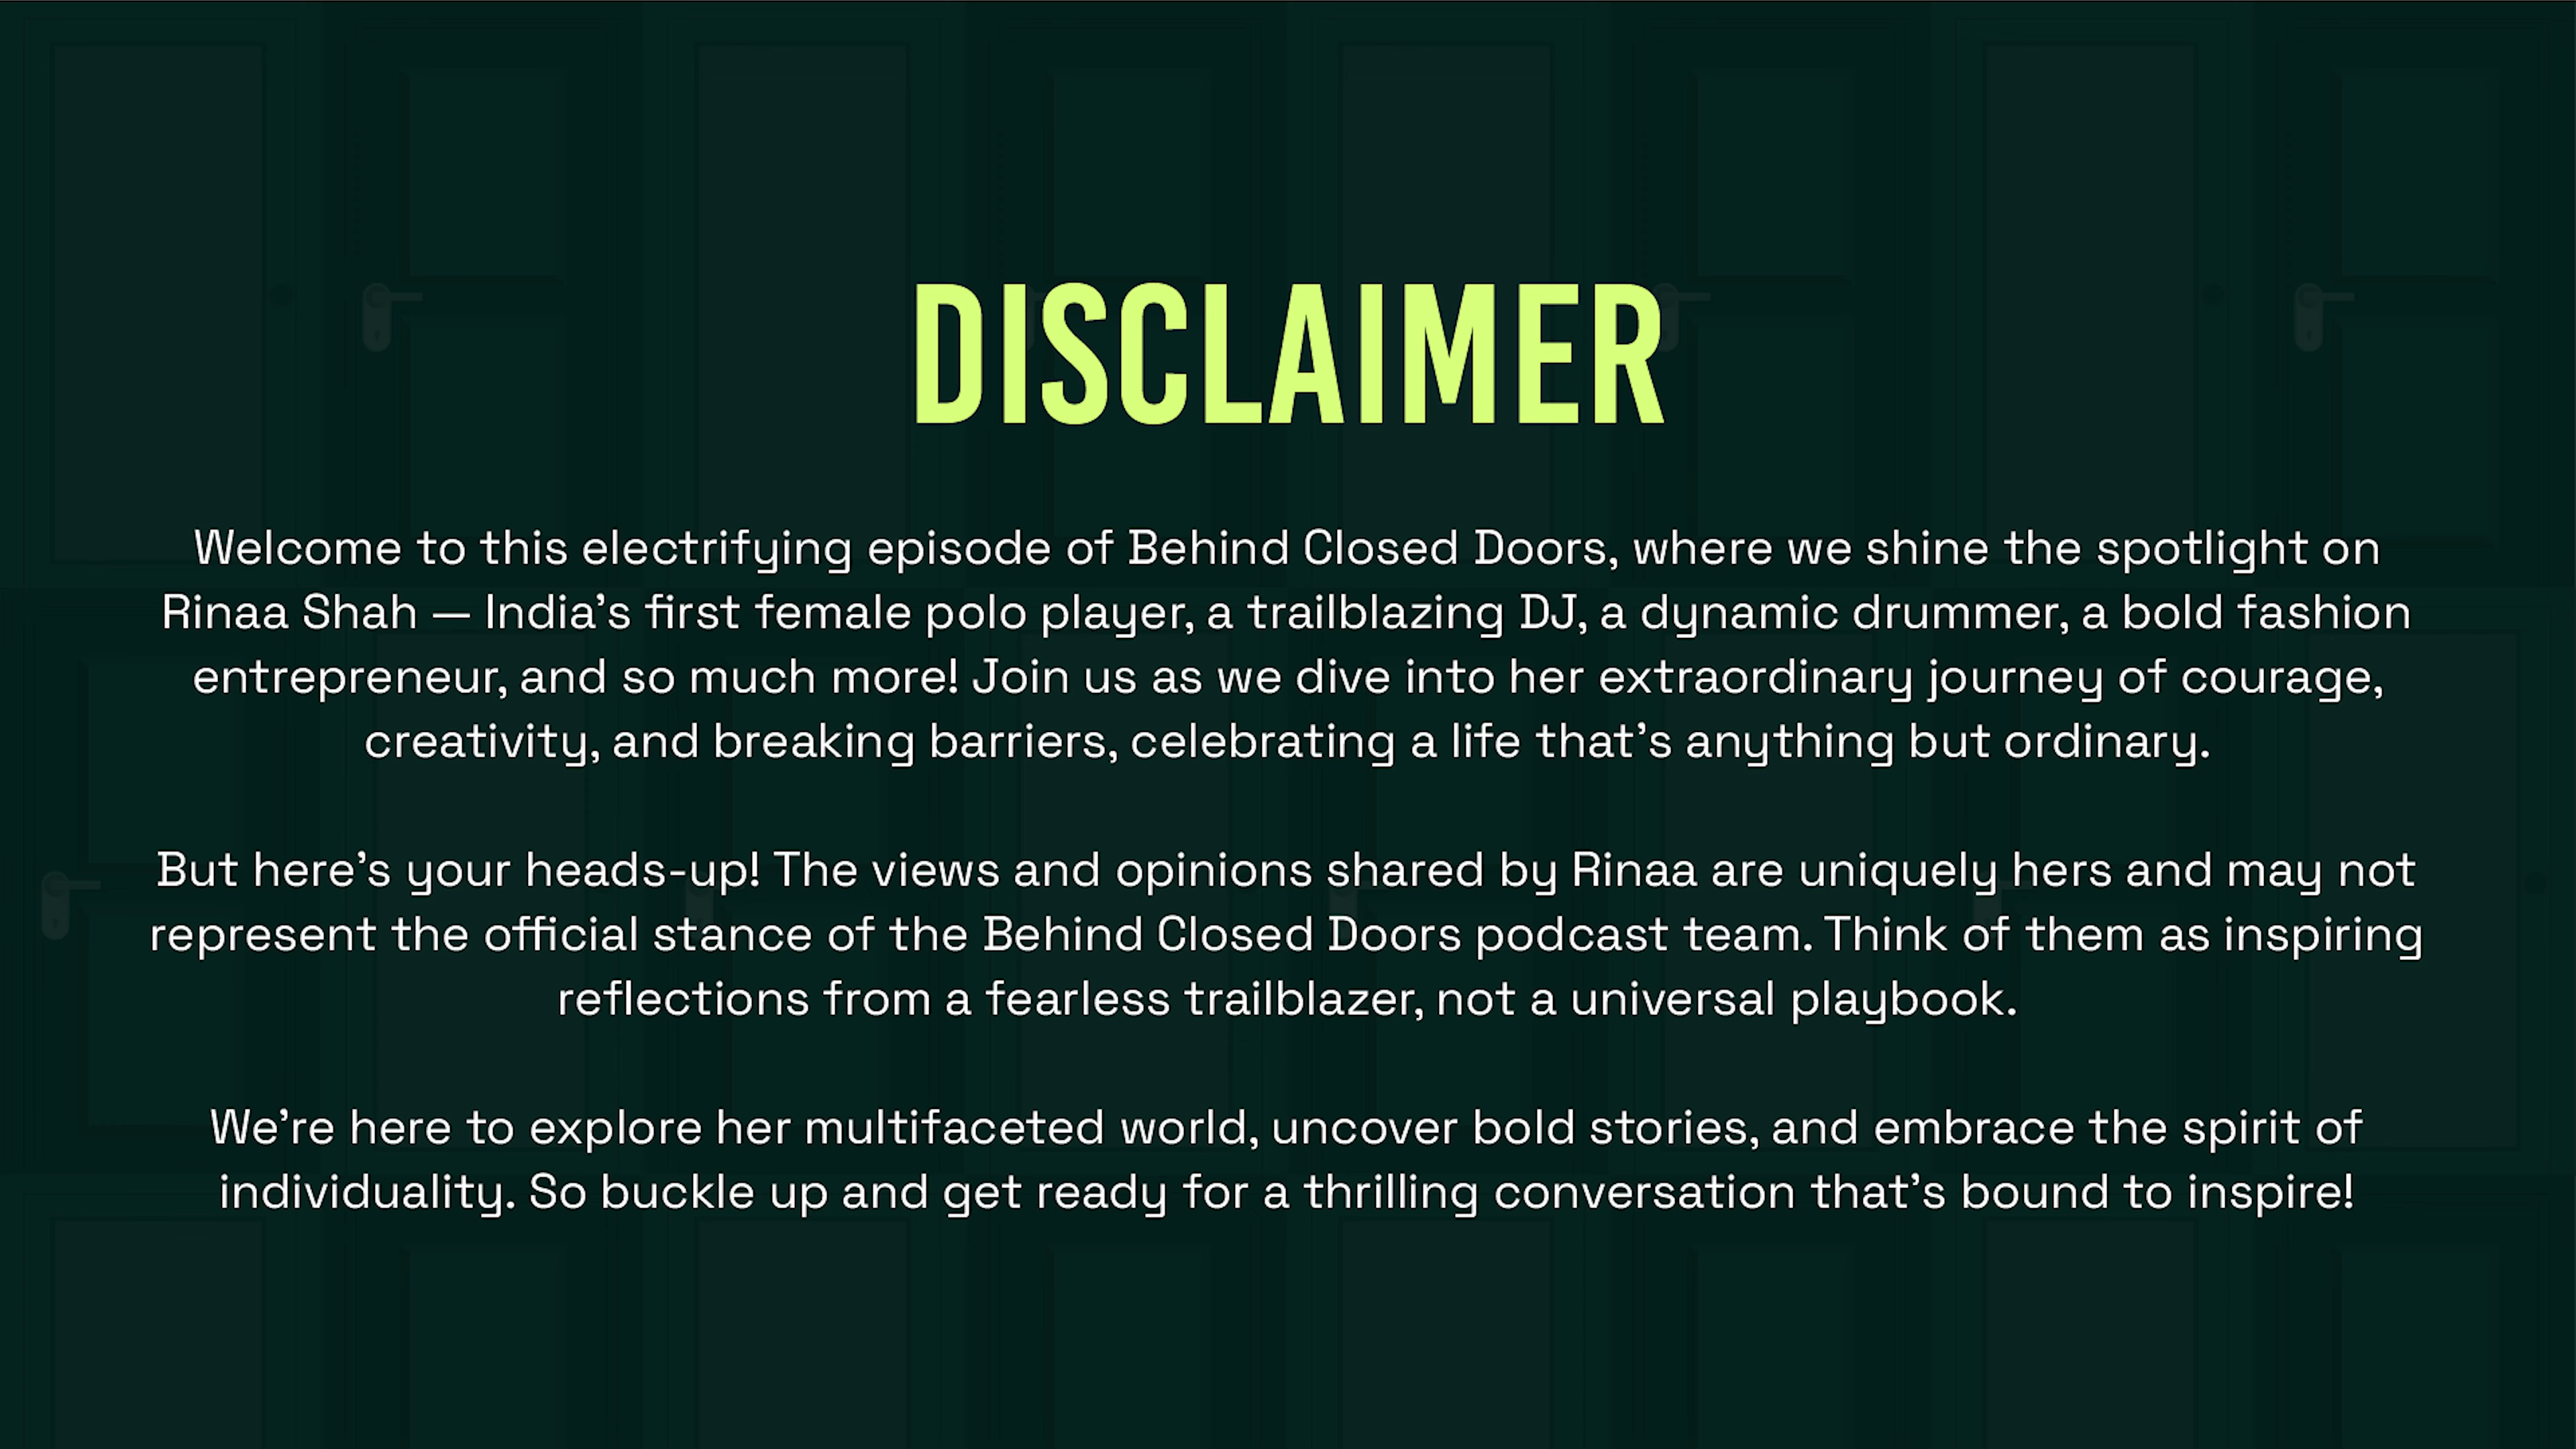 DISCLAIMER
Welcome to this electrifying episode of Behind Closed Doors, where we shine the spotlight on
Rinaa Shah — India’s first female polo player, a trailblazing DJ, a dynamic drummer, a bold fashion
entrepreneur, and so much more! Join us as we dive into her extraordinary journey of courage,
creativity, and breaking barriers, celebrating a life that’s anything but ordinary.
But here’s your heads-up! The views and opinions shared by Rinaa are uniquely hers and may not
represent the official stance of the Behind Closed Doors podcast team. Think of them as inspiring
reflections from a fearless trailblazer, not a universal playbook.
We’re here to explore her multifaceted world, uncover bold stories, and embrace the spirit of
individuality. So buckle up and get ready for a thrilling conversation that’s bound to inspire!